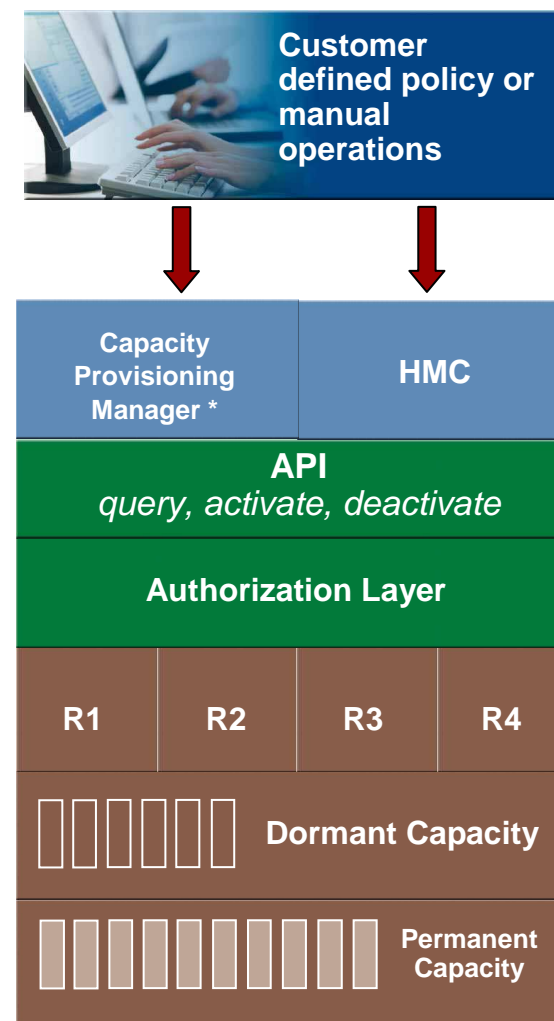 Customer
defined policy or
manual
operations
Capacity
Provisioning
Manager *
HMC
API
query, activate, deactivate
Authorization Layer
R1
R2
R3
R4
Dormant Capacity
Permanent
Capacity